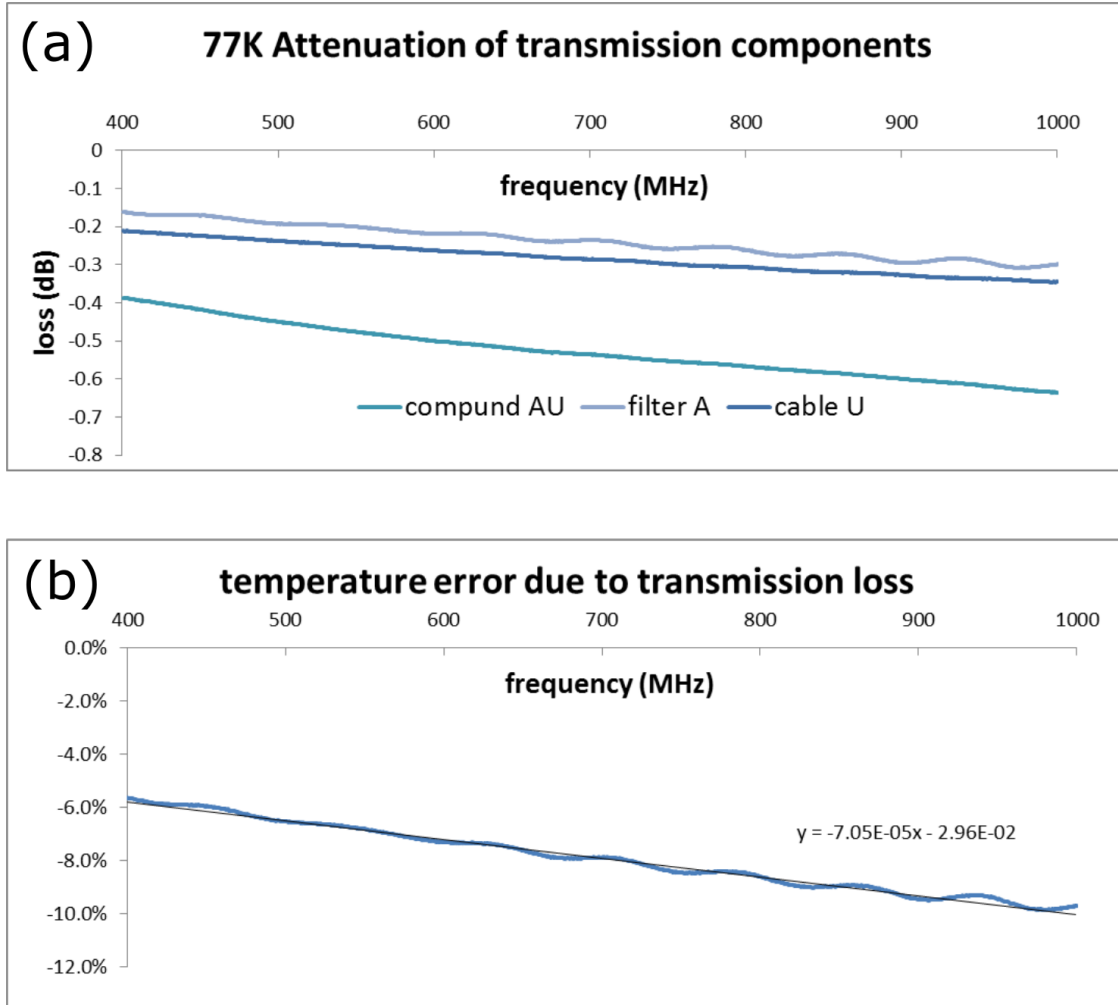 (a)
77K Attenuation of transmission components
400 500 600 700 800 900 1000
0
frequency (MHz)
-0.1
-0.2
-0.3
-0.4
-0.5
-0.6
-0.7
-0.8
loss (dB)
compund AU filter A cable U
(b)
temperature error due to transmission loss
400 500 600 700 800 900 1000
0.0%
frequency (MHz)
-2.0%
-4.0%
-6.0%
y = -7.05E-05x - 2.96E-02
-8.0%
-10.0%
-12.0%